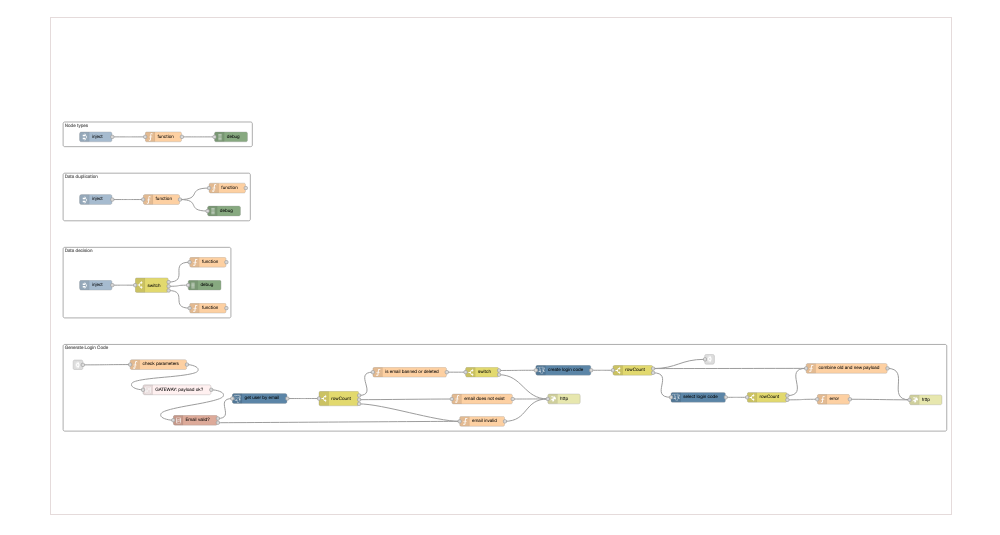 Node types
inject
function
debug
Data duplication
function
inject
function
debug
Data decision
function
inject
switch
debug
function
Generate Login Code
check parameters
is email banned or deleted
switch
create login code
rowCount
combine old and new payload
GATEWAY: payload ok?
get user by email
rowCount
email does not exist
http
select login code
rowCount
error
http
Email valid?
email invalid